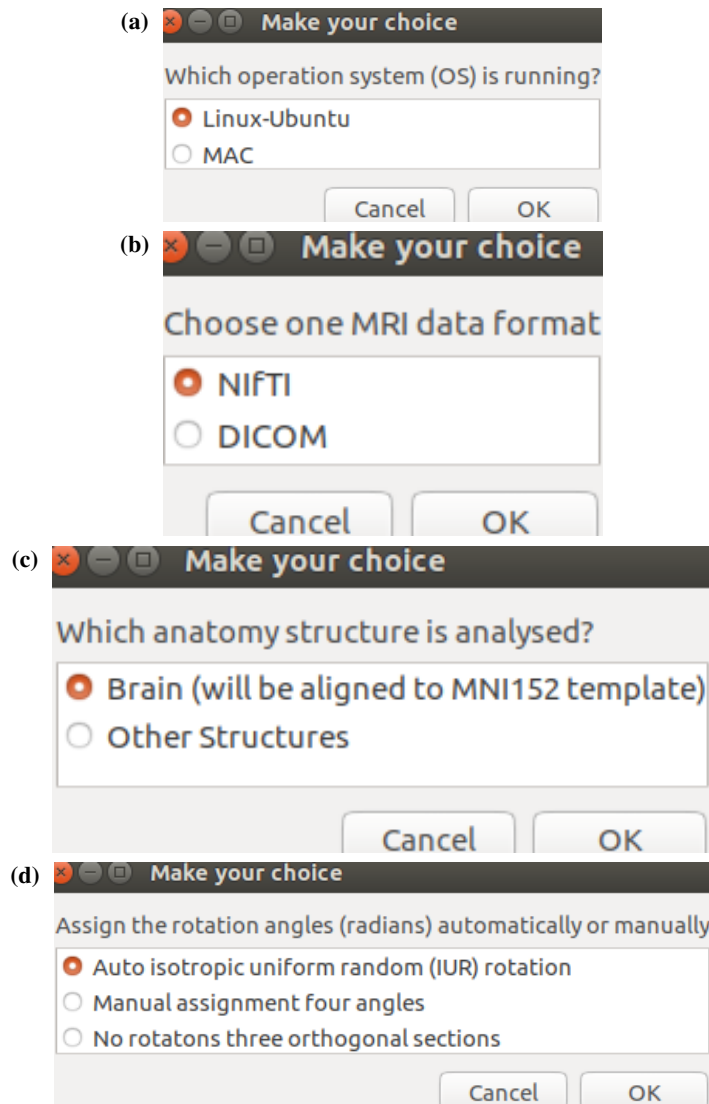 (a) Make your choice
Which operation system (OS) is running?
Linux-Ubuntu
MAC
Cancel OK
(b) Make your choice
Choose one MRI data format
NIfTI
DICOM
Cancel OK
(c) Make your choice
Which anatomy structure is analysed?
Brain (will be aligned to MNI152 template)
Other Structures
Cancel OK
(d) Make your choice
Assign the rotation angles (radians) automatically or manually
Auto isotropic uniform random (IUR) rotation
Manual assignment four angles
No rotatons three orthogonal sections
Cancel OK